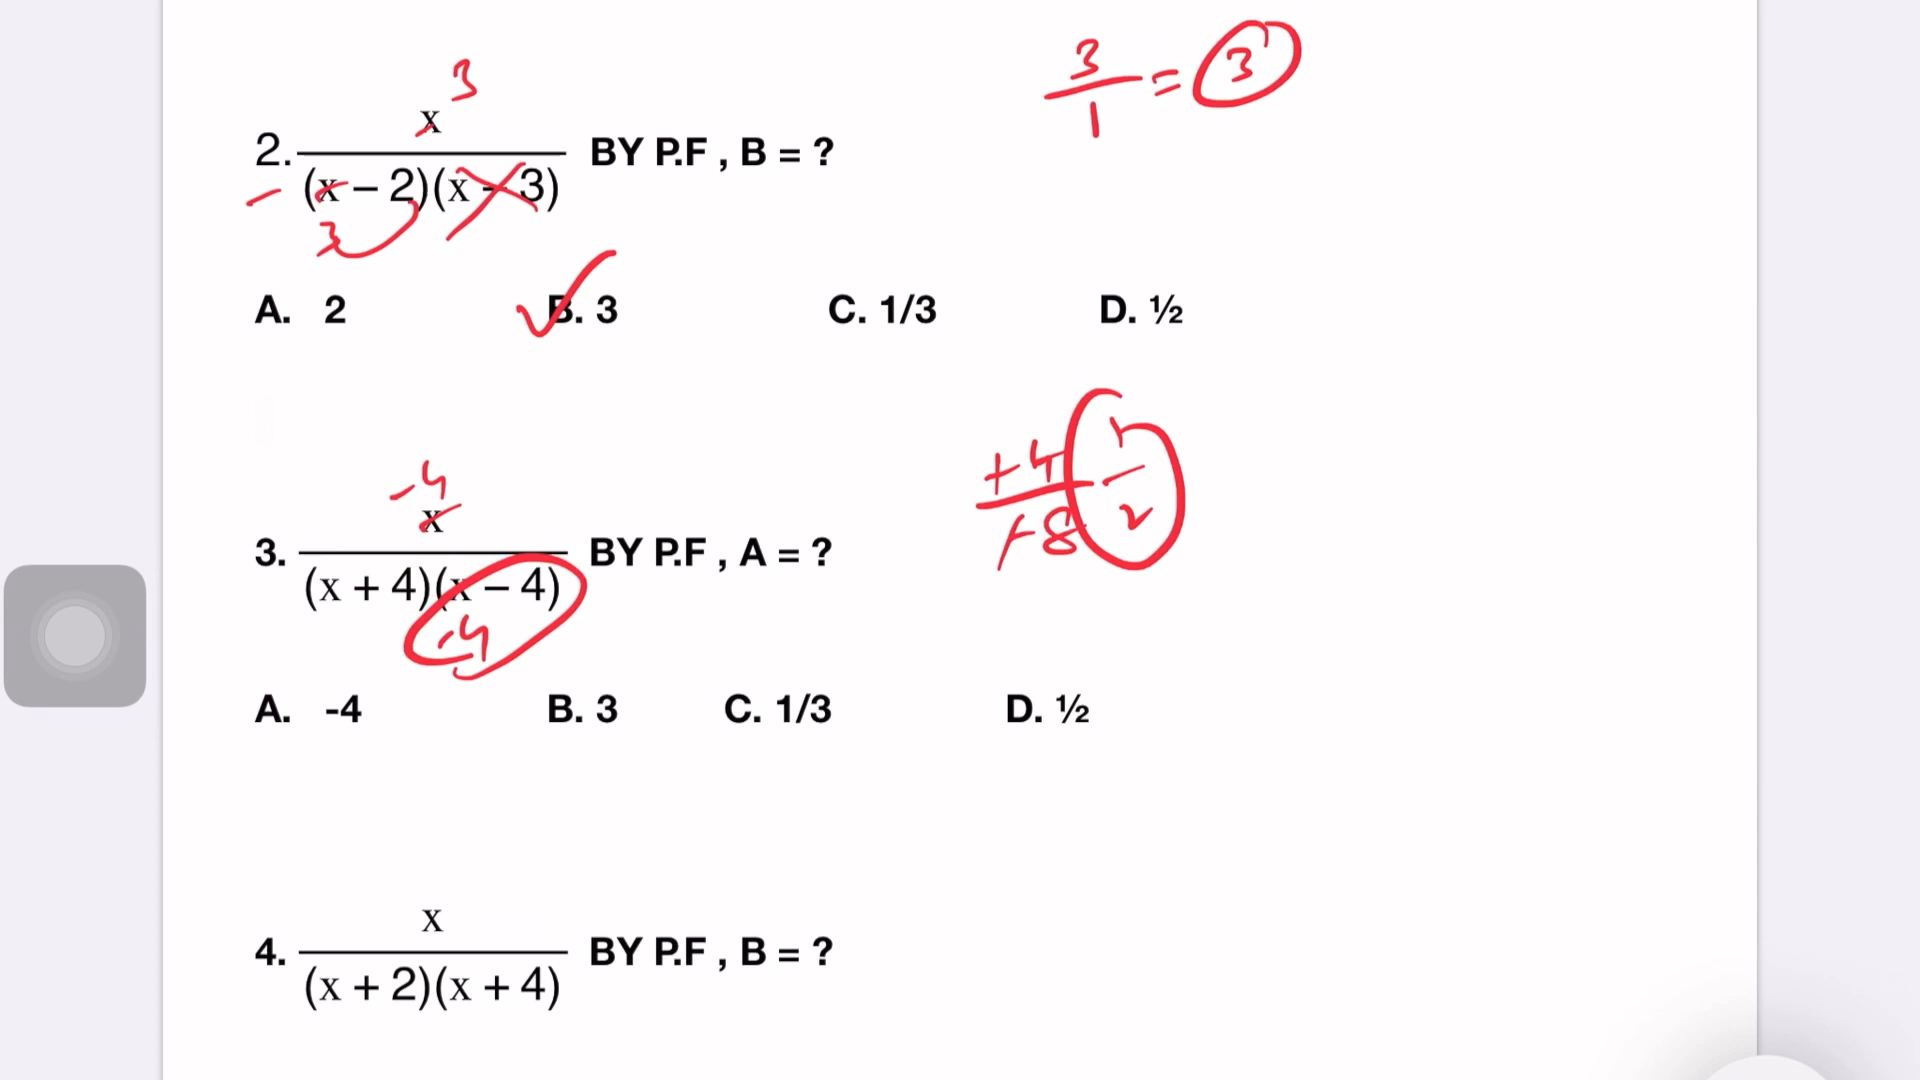 3/1 = 3
3
2. x/((x – 2)(x – 3)) BY P.F , B = ?
– 3
A. 2 B. 3 C. 1/3 D. ½
+4/+8 1/2
-4
3. x/((x + 4)(x – 4)) BY P.F , A = ?
-4
A. -4 B. 3 C. 1/3 D. ½
4. x/((x + 2)(x + 4)) BY P.F , B = ?